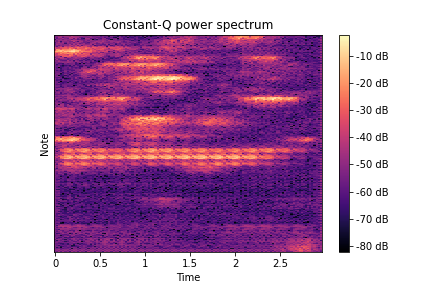 Constant-Q power spectrum
-10 dB
-20 dB
-30 dB
-40 dB
-50 dB
-60 dB
-70 dB
-80 dB
Note
0 0.5 1 1.5 2 2.5
Time